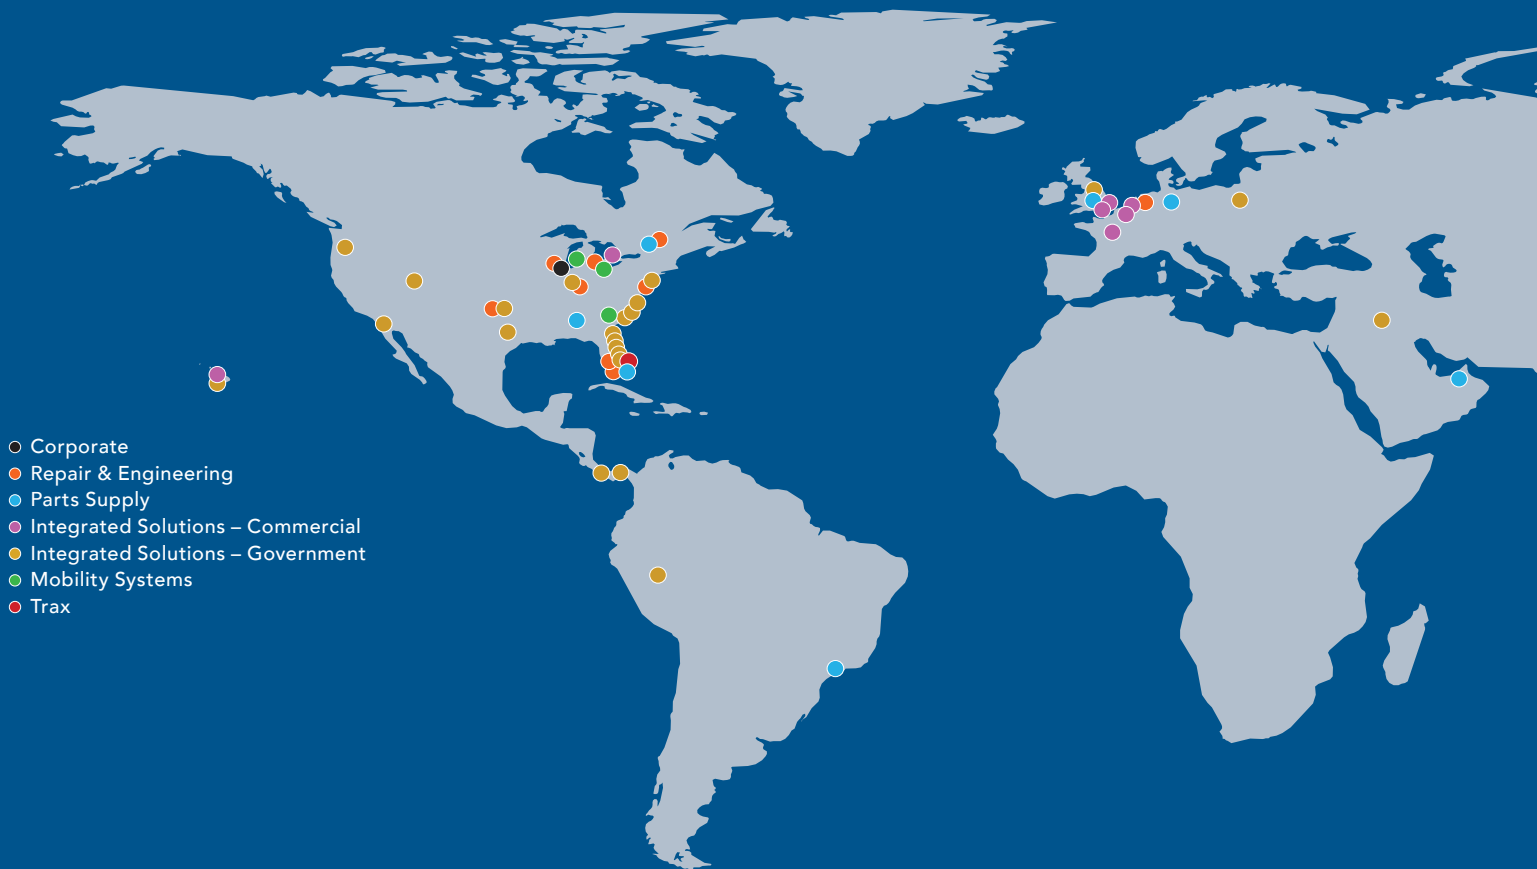 Corporate
Repair & Engineering
Parts Supply
Integrated Solutions – Commercial
Integrated Solutions – Government
Mobility Systems
Trax